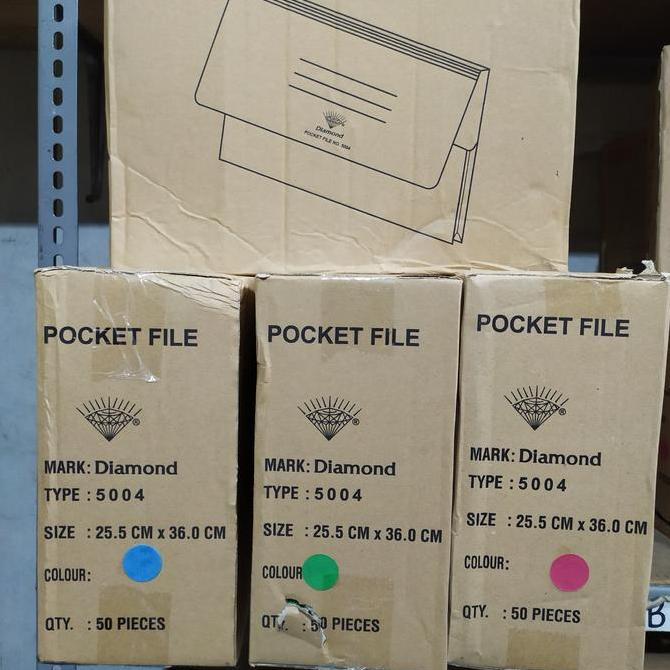 Diamond
POCKET FILE NO. 5004
POCKET FILE
®
MARK: Diamond
TYPE : 5004
SIZE : 25.5 CM x 36.0 CM
COLOUR:
QTY. : 50 PIECES
POCKET FILE
®
MARK: Diamond
TYPE : 5004
SIZE : 25.5 CM x 36.0 CM
COLOUR
QTY. : 50 PIECES
POCKET FILE
®
MARK: Diamond
TYPE : 5004
SIZE : 25.5 CM x 36.0 CM
COLOUR:
QTY. : 50 PIECES